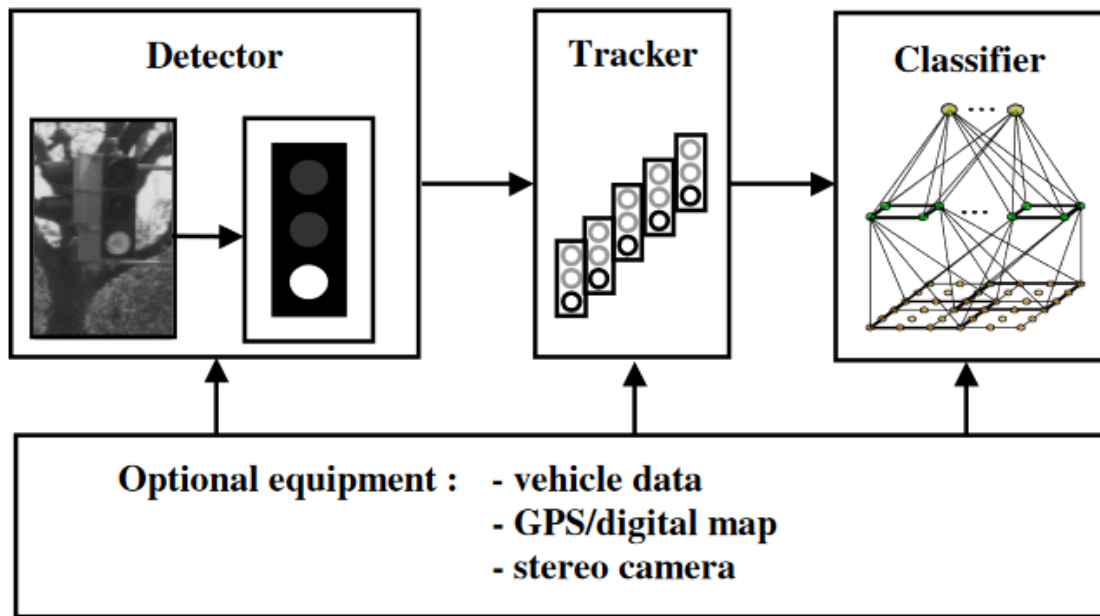 Detector
Tracker
Classifier
Optional equipment : - vehicle data
- GPS/digital map
- stereo camera